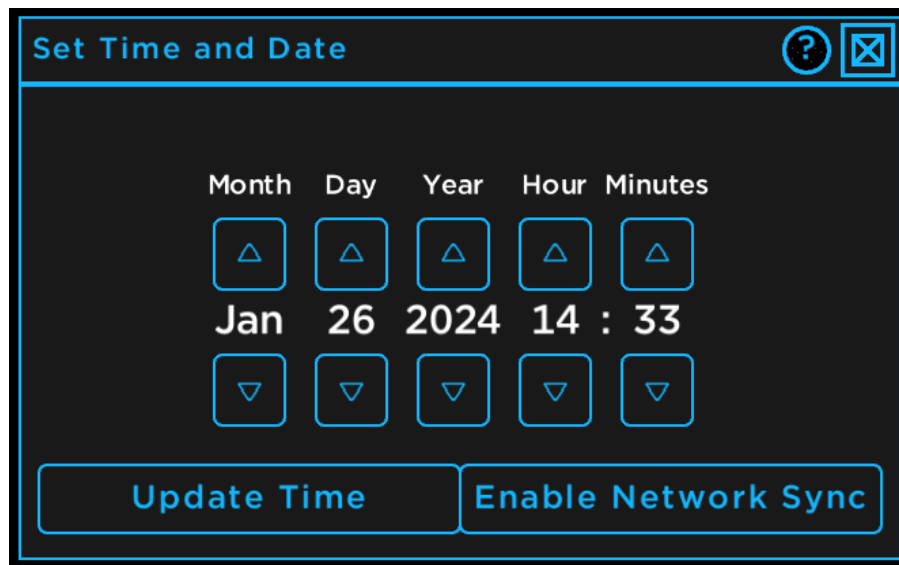 Set Time and Date ?
Month Day Year Hour Minutes
Jan 26 2024 14 : 33
Update Time Enable Network Sync